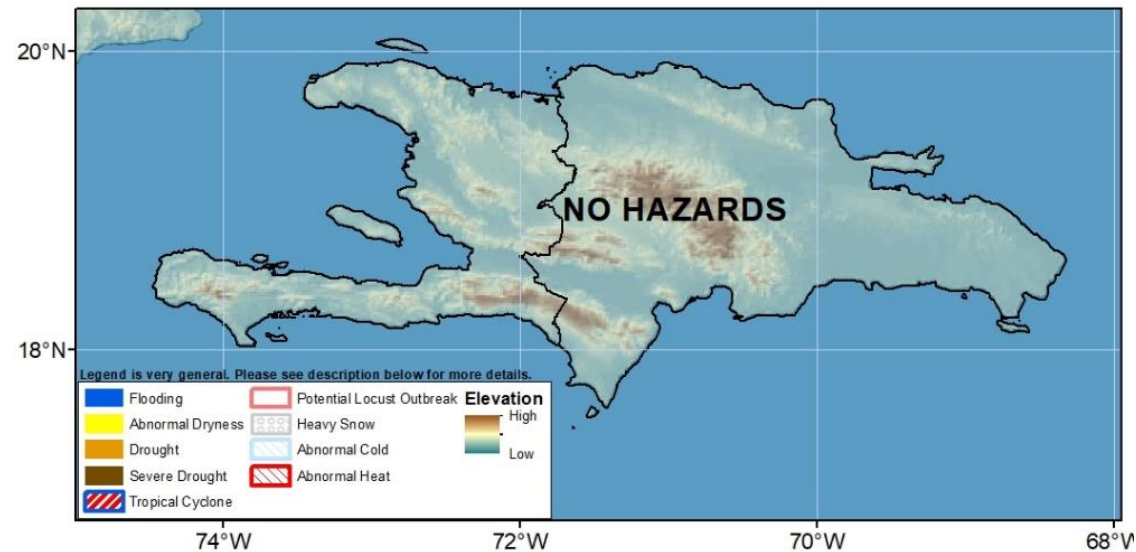 20°N
NO HAZARDS
18°N
Legend is very general. Please see description below for more details.
Flooding
Abnormal Dryness
Drought
Severe Drought
Tropical Cyclone
Potential Locust Outbreak
Heavy Snow
Abnormal Cold
Abnormal Heat
Elevation
High
Low
74°W 72°W 70°W 68°W